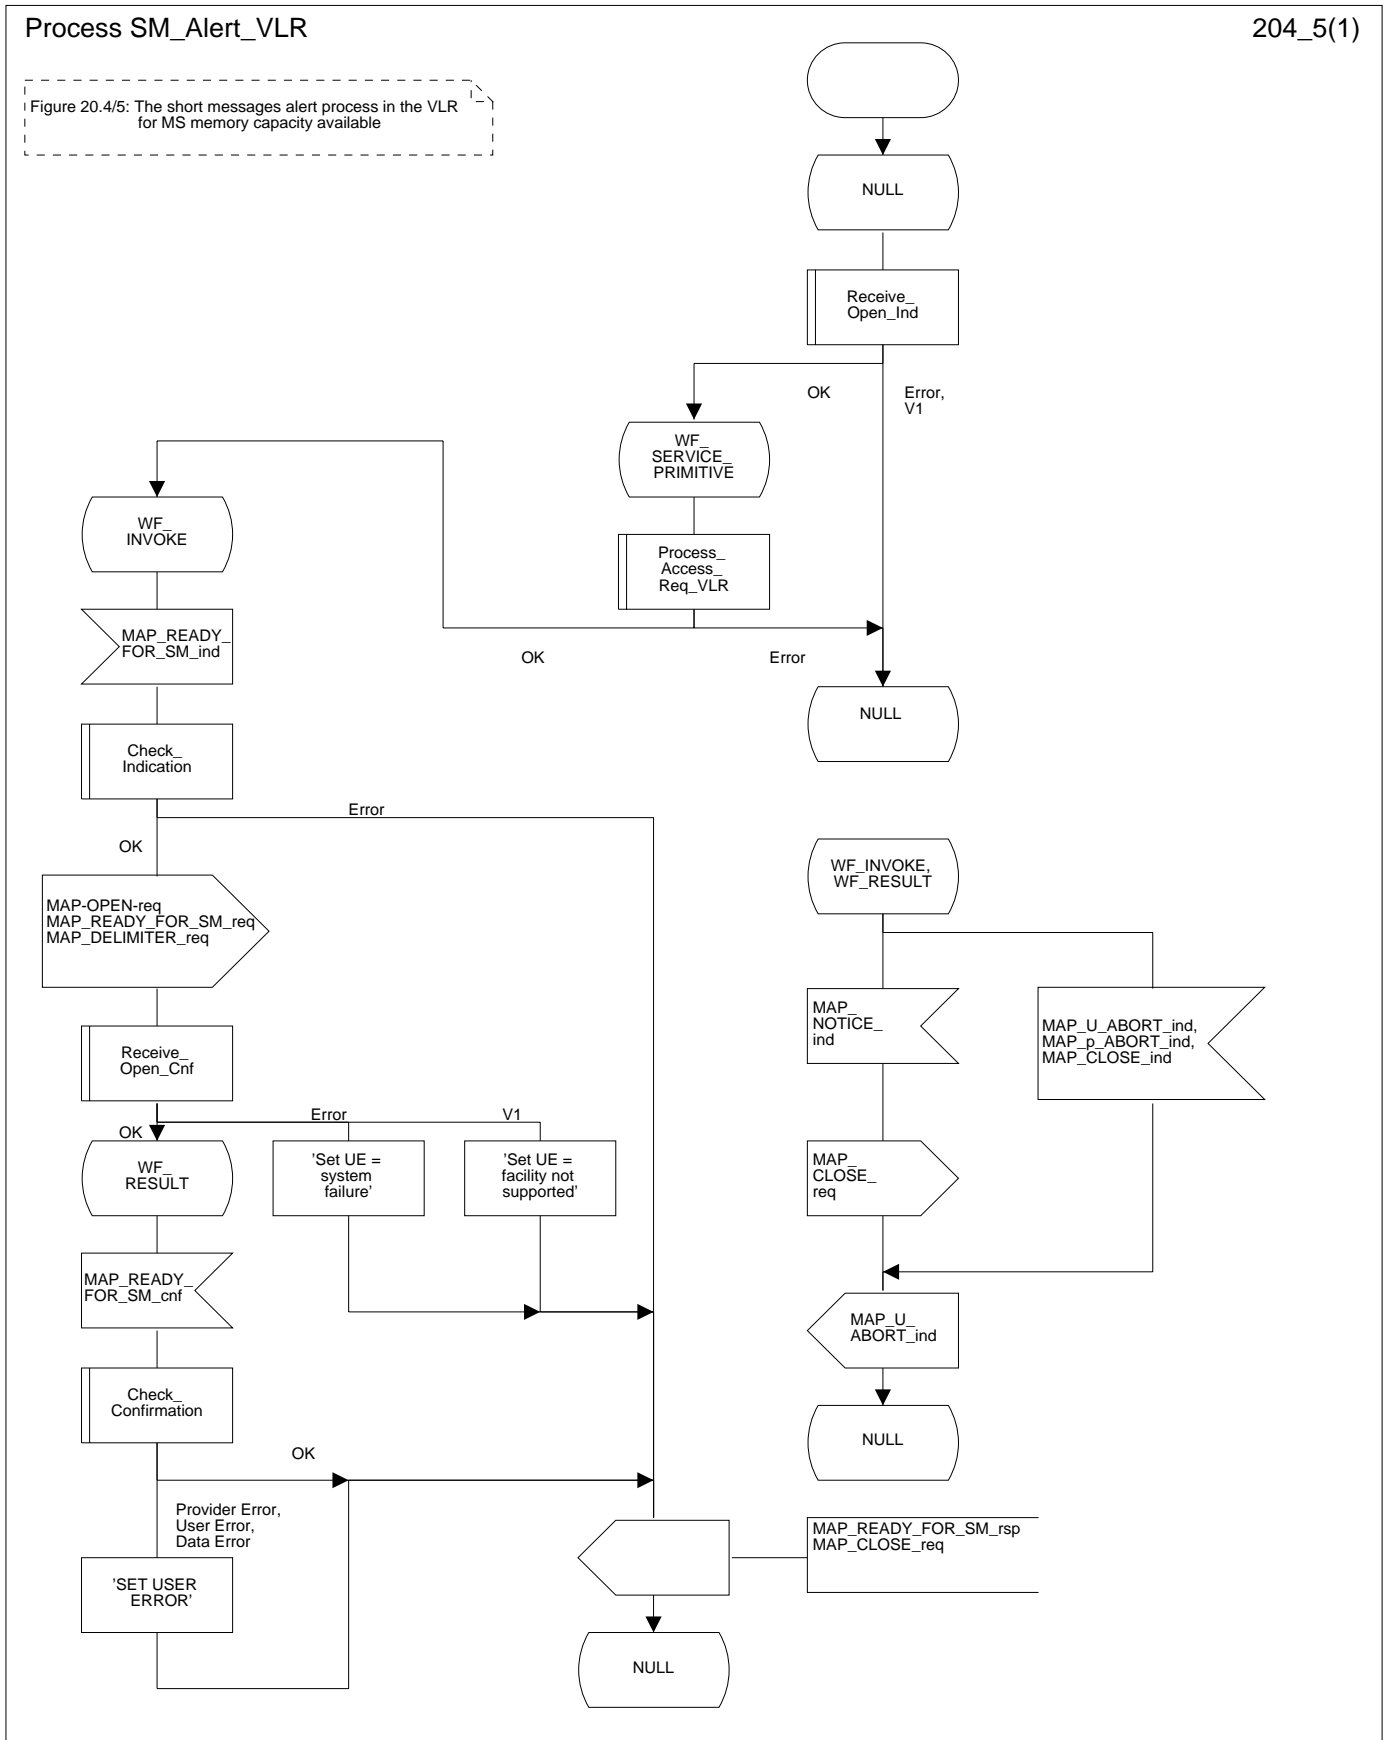 Process SM_Alert_VLR
204_5(1)
Figure 20.4/5: The short messages alert process in the VLR
for MS memory capacity available
NULL
Receive_
Open_Ind
OK
Error,
V1
WF_
SERVICE_
PRIMITIVE
Process_
Access_
Req_VLR
OK
Error
NULL
WF_
INVOKE
MAP_READY_
FOR_SM_ind
Check_
Indication
Error
OK
MAP-OPEN-req
MAP_READY_FOR_SM_req
MAP_DELIMITER_req
Receive_
Open_Cnf
Error
V1
OK
WF_
RESULT
'Set UE =
system
failure'
'Set UE =
facility not
supported'
MAP_READY_
FOR_SM_cnf
Check_
Confirmation
OK
Provider Error,
User Error,
Data Error
'SET USER
ERROR'
WF_INVOKE,
WF_RESULT
MAP_
NOTICE_
ind
MAP_U_ABORT_ind,
MAP_p_ABORT_ind,
MAP_CLOSE_ind
MAP_
CLOSE_
req
MAP_U_
ABORT_ind
NULL
MAP_READY_FOR_SM_rsp
MAP_CLOSE_req
NULL